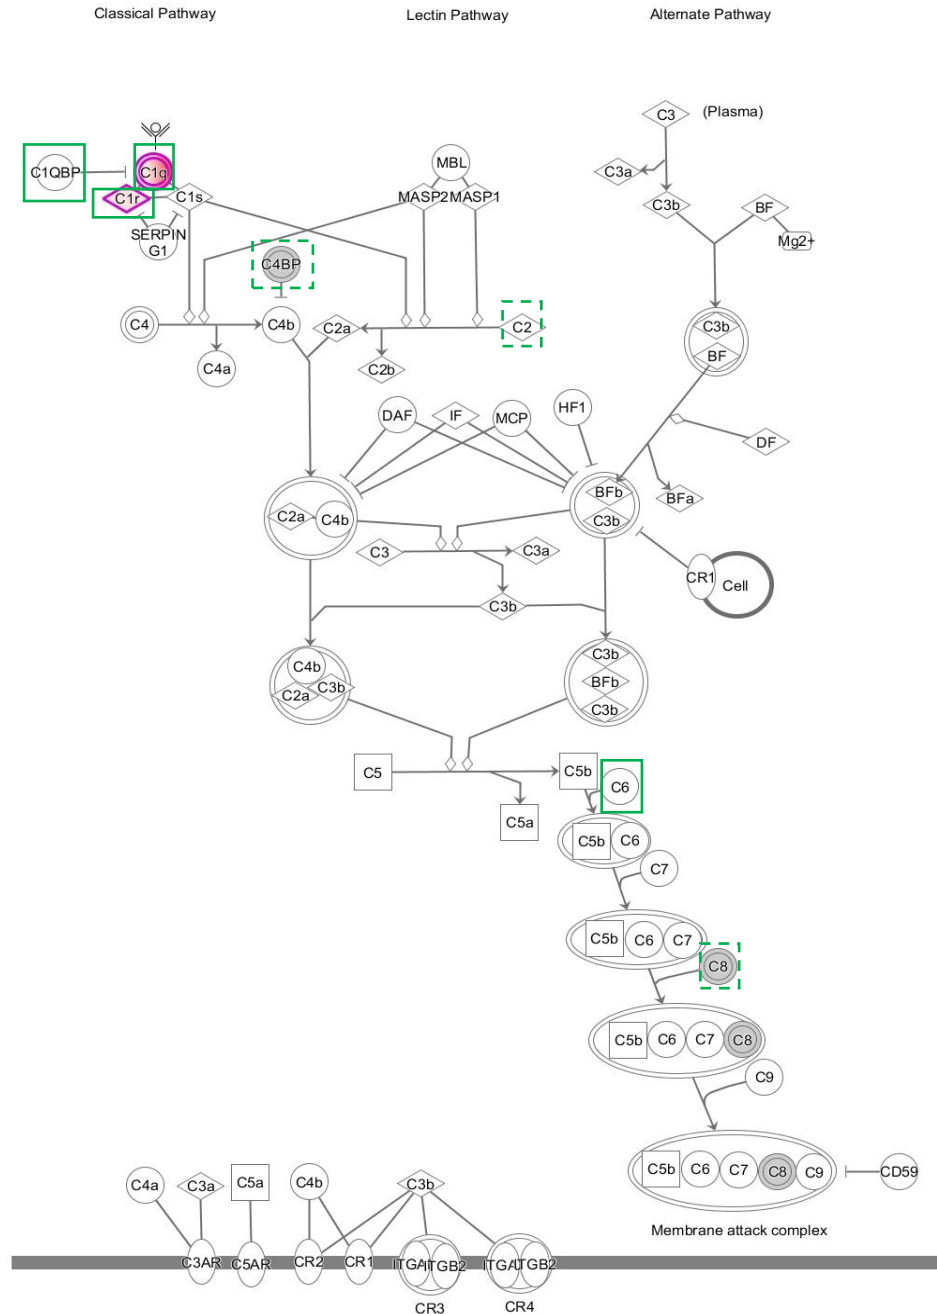 Classical Pathway
Lectin Pathway
Alternate Pathway
C3
(Plasma)
C1QBP
C1q
MBL
C3a
C1r
C1s
MASP2
MASP1
C3b
BF
SERPIN
G1
Mg2+
C4BP
C4
C4b
C2a
C2
C3b
BF
C4a
C2b
DAF
IF
MCP
HF1
DF
BFb
BFa
C2a
C4b
C3b
C3
C3a
CR1
Cell
C3b
C4b
C2a
C3b
C3b
BFb
C3b
C5
C5b
C6
C5a
C5b
C6
C7
C5b
C6
C7
C8
C5b
C6
C7
C8
C9
C5b
C6
C7
C8
C9
CD59
Membrane attack complex
C4a
C3a
C5a
C4b
C3b
C3AR
C5AR
CR2
CR1
ITGB2
ITGB2
CR3
CR4